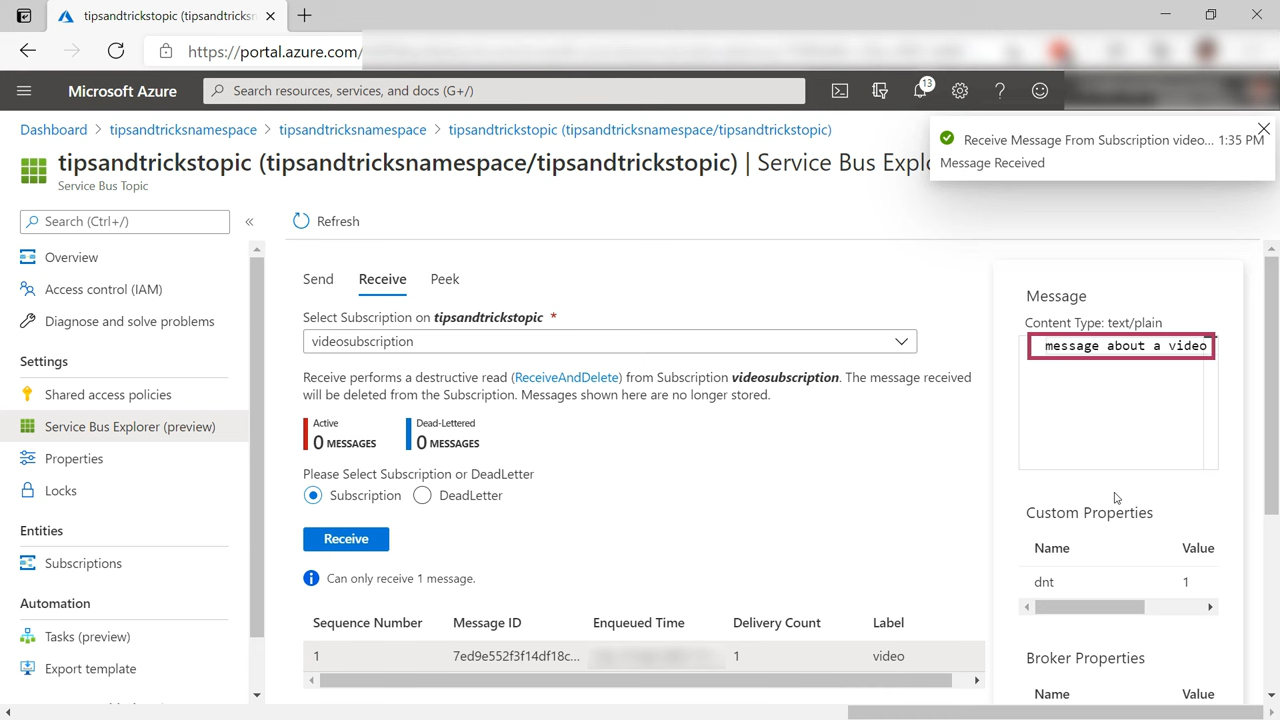 tipsandtrickstopic (tipsandtricksn
https://portal.azure.com/
Microsoft Azure
Search resources, services, and docs (G+/)
13
Dashboard > tipsandtricksnamespace > tipsandtricksnamespace > tipsandtrickstopic (tipsandtricksnamespace/tipsandtrickstopic)
tipsandtrickstopic (tipsandtricksnamespace/tipsandtrickstopic) | Service Bus Explo
Service Bus Topic
Receive Message From Subscription video... 1:35 PM
Message Received
Search (Ctrl+/)
«
Refresh
Overview
Access control (IAM)
Diagnose and solve problems
Settings
Shared access policies
Service Bus Explorer (preview)
Properties
Locks
Entities
Subscriptions
Automation
Tasks (preview)
Export template
Send Receive Peek
Select Subscription on tipsandtrickstopic *
videosubscription
Receive performs a destructive read (ReceiveAndDelete) from Subscription videosubscription. The message received
will be deleted from the Subscription. Messages shown here are no longer stored.
Active
0 MESSAGES
Dead-Lettered
0 MESSAGES
Please Select Subscription or DeadLetter
Subscription DeadLetter
Receive
Can only receive 1 message.
Sequence Number Message ID Enqueued Time Delivery Count Label
1 7ed9e552f3f14df18c... 1 video
Message
Content Type: text/plain
message about a video
Custom Properties
Name Value
dnt 1
Broker Properties
Name Value